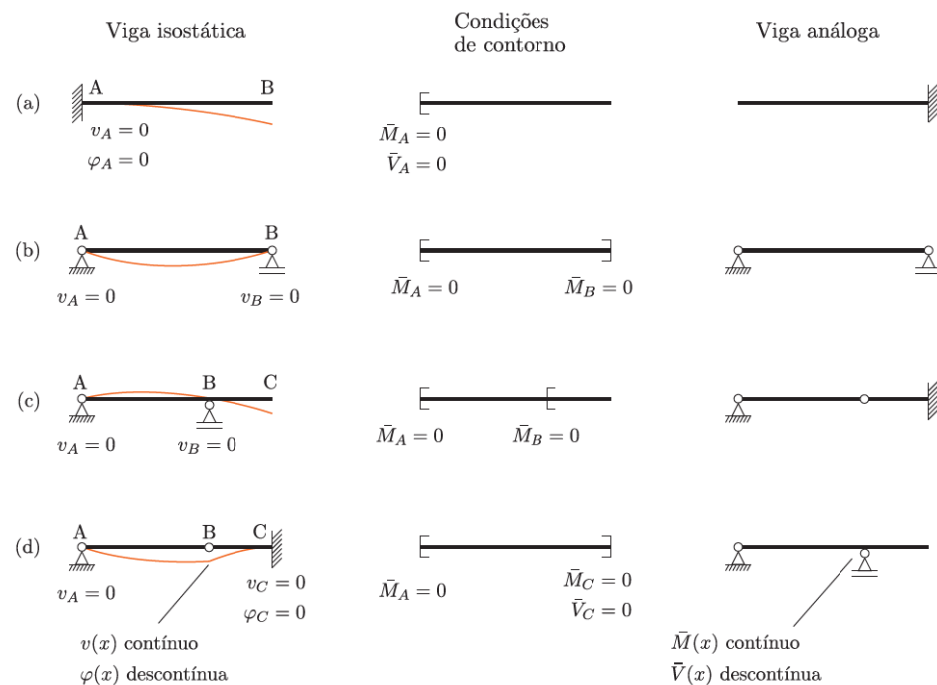 Viga isostática
Condições
de contorno
Viga análoga
(a)
A
B
v_A = 0
φ_A = 0
M̄_A = 0
V̄_A = 0
(b)
A
B
v_A = 0
v_B = 0
M̄_A = 0
M̄_B = 0
(c)
A
B
C
v_A = 0
v_B = 0
M̄_A = 0
M̄_B = 0
(d)
A
B
C
v_A = 0
v_C = 0
φ_C = 0
v(x) contínuo
φ(x) descontínua
M̄_A = 0
M̄_C = 0
V̄_C = 0
M̄(x) contínuo
V̄(x) descontínua